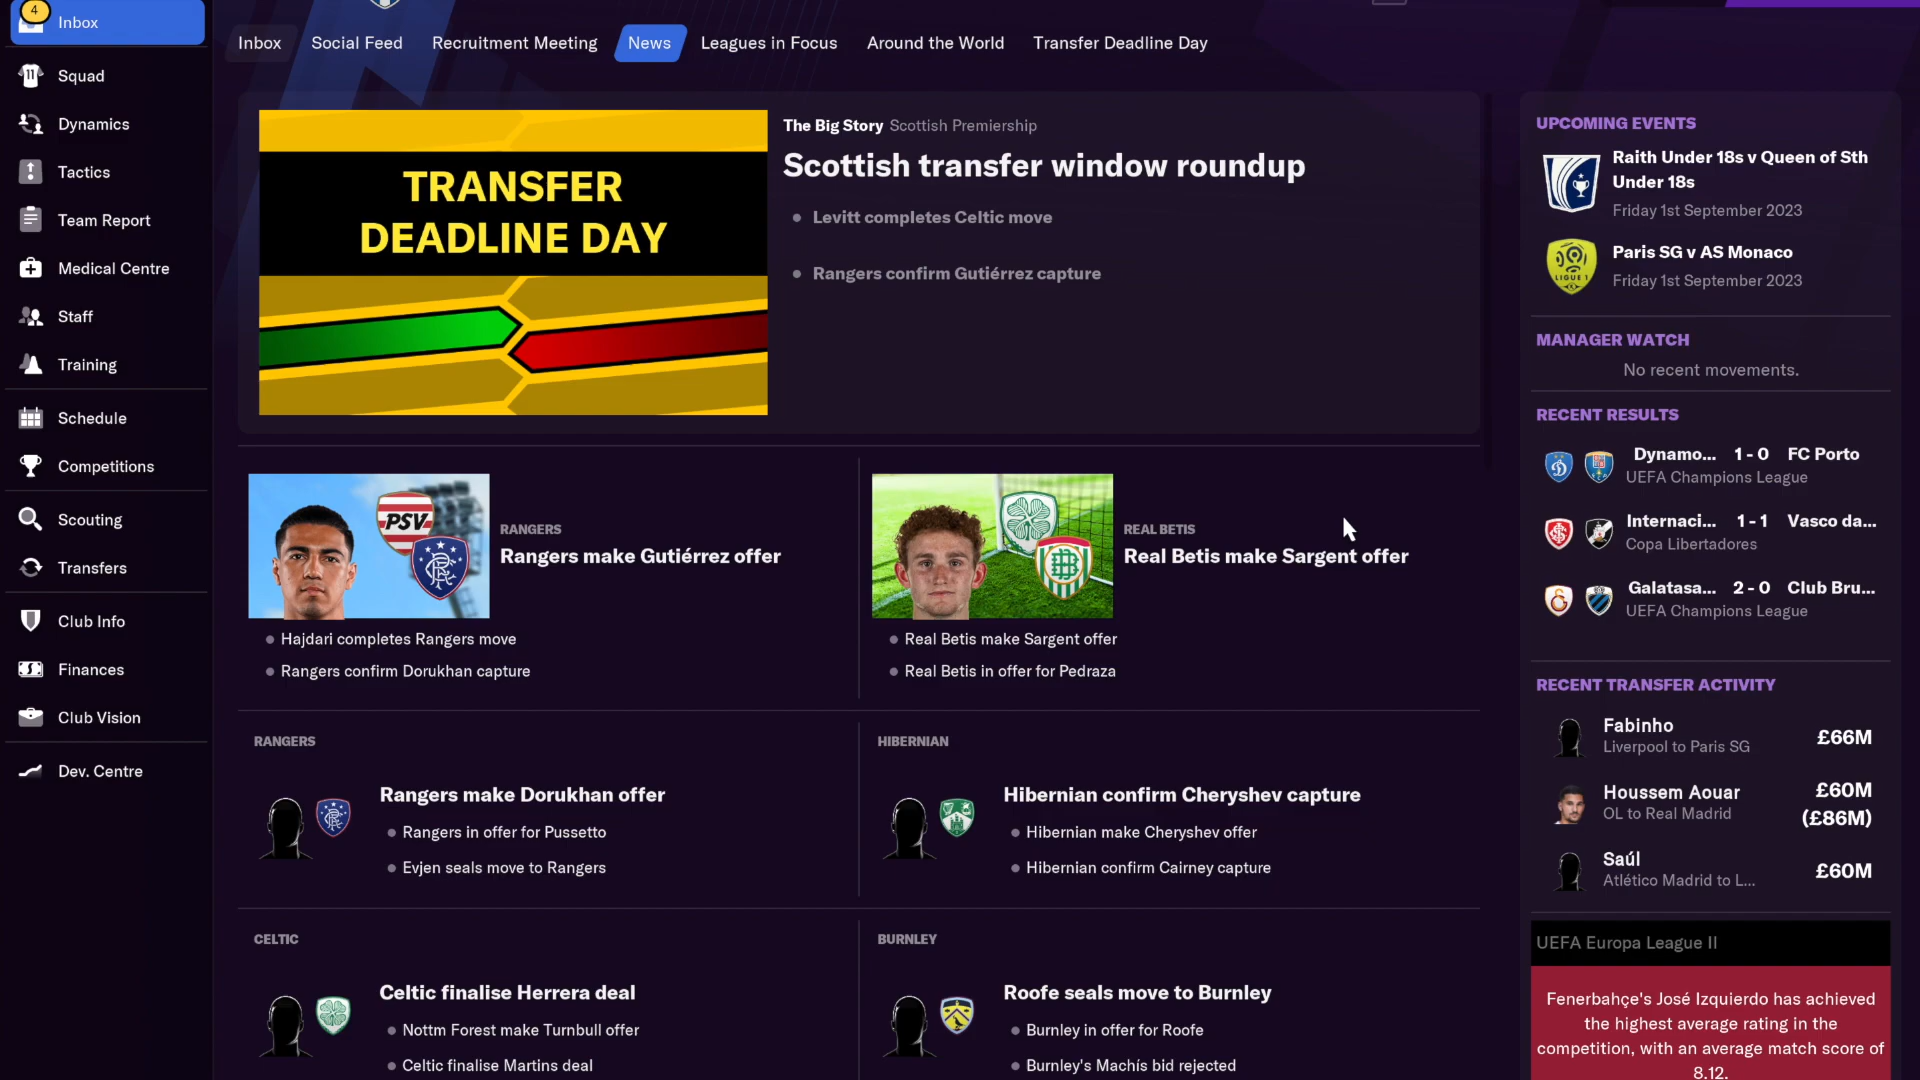 4
Inbox
Squad
Dynamics
Tactics
Team Report
Medical Centre
Staff
Training
Schedule
Competitions
Scouting
Transfers
Club Info
Finances
Club Vision
Dev. Centre
Inbox
Social Feed
Recruitment Meeting
News
Leagues in Focus
Around the World
Transfer Deadline Day
TRANSFER
DEADLINE DAY
The Big Story Scottish Premiership
Scottish transfer window roundup
Levitt completes Celtic move
Rangers confirm Gutiérrez capture
PSV
RANGERS
Rangers make Gutiérrez offer
Hajdari completes Rangers move
Rangers confirm Dorukhan capture
REAL BETIS
Real Betis make Sargent offer
Real Betis make Sargent offer
Real Betis in offer for Pedraza
RANGERS
Rangers make Dorukhan offer
Rangers in offer for Pussetto
Evjen seals move to Rangers
HIBERNIAN
Hibernian confirm Cheryshev capture
Hibernian make Cheryshev offer
Hibernian confirm Cairney capture
CELTIC
Celtic finalise Herrera deal
Nottm Forest make Turnbull offer
Celtic finalise Martins deal
BURNLEY
Roofe seals move to Burnley
Burnley in offer for Roofe
Burnley's Machís bid rejected
UPCOMING EVENTS
Raith Under 18s v Queen of Sth
Under 18s
Friday 1st September 2023
LIGUE 1
Paris SG v AS Monaco
Friday 1st September 2023
MANAGER WATCH
No recent movements.
RECENT RESULTS
Dynamo... 1 - 0 FC Porto
UEFA Champions League
Internaci... 1 - 1 Vasco da...
Copa Libertadores
Galatasa... 2 - 0 Club Bru...
UEFA Champions League
RECENT TRANSFER ACTIVITY
Fabinho
Liverpool to Paris SG
£66M
Houssem Aouar
OL to Real Madrid
£60M
(£86M)
Saúl
Atlético Madrid to L...
£60M
UEFA Europa League II
Fenerbahçe's José Izquierdo has achieved
the highest average rating in the
competition, with an average match score of
8.12.